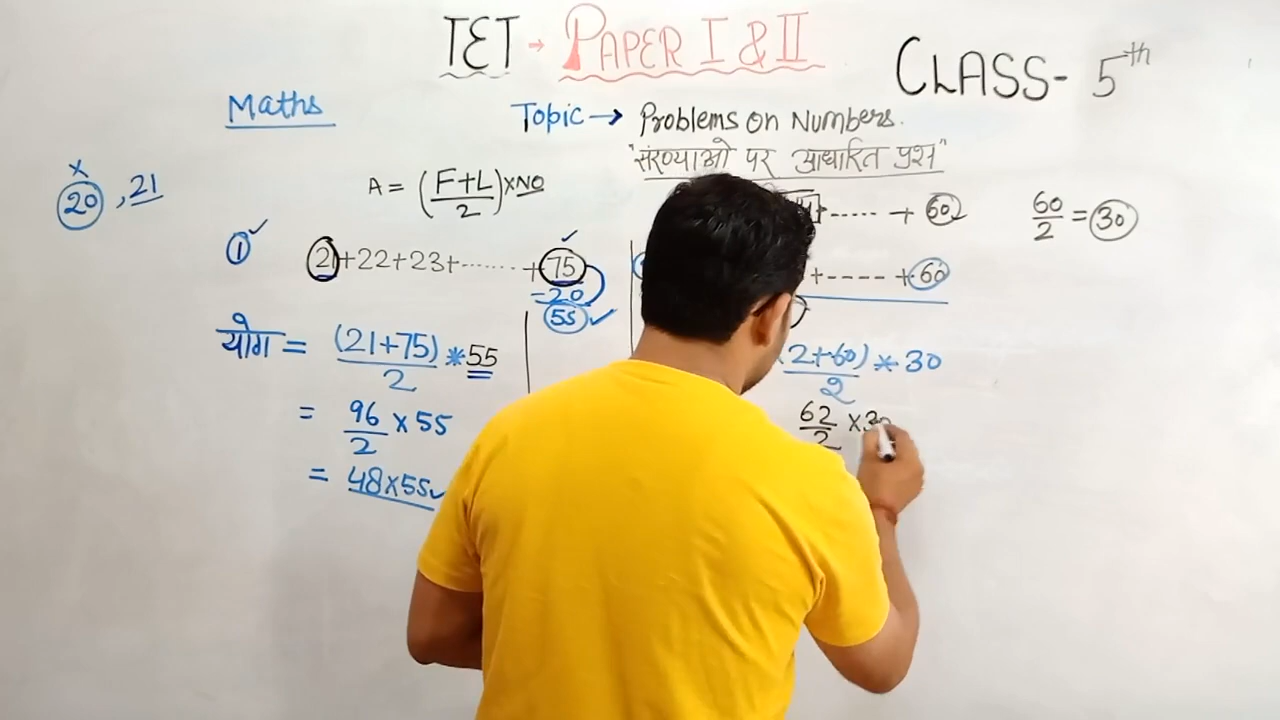 TET → PAPER I & II
CLASS- 5th
Maths
Topic → Problems On Numbers.
"संख्याओ पर आधारित प्रश्न"
x
20 , 21
A = (F+L)/2 × NO
① ✓
21+22+23+ ...... +75 ✓
-20
55 ✓
योग = (21+75)/2 * 55
= 96/2 × 55
= 48×55 ✓
+ ----- + 60
60/2 = 30
+ ---- + 60
(2+60)/2 * 30
62/2 ×30